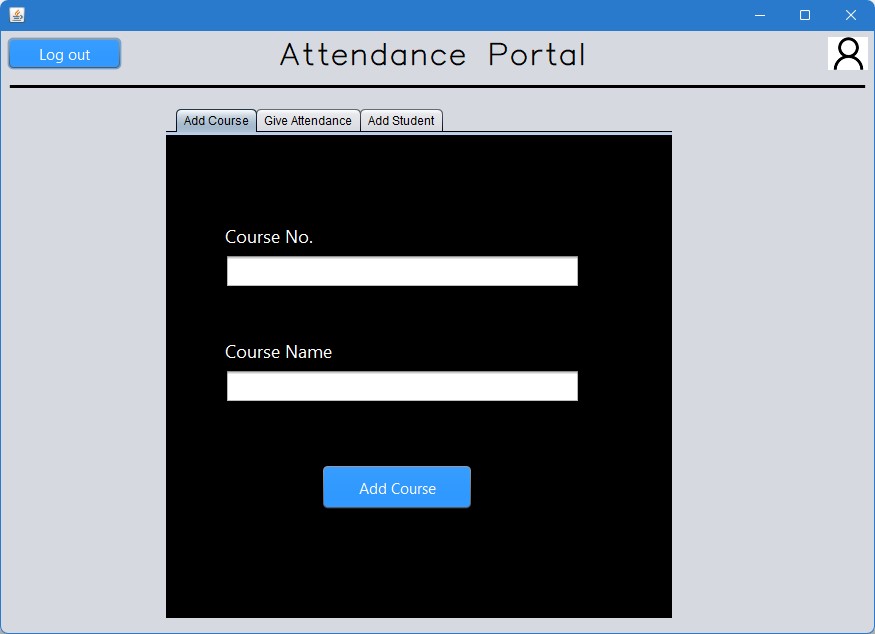 Log out
Attendance Portal
Add Course Give Attendance Add Student
Course No.
Course Name
Add Course